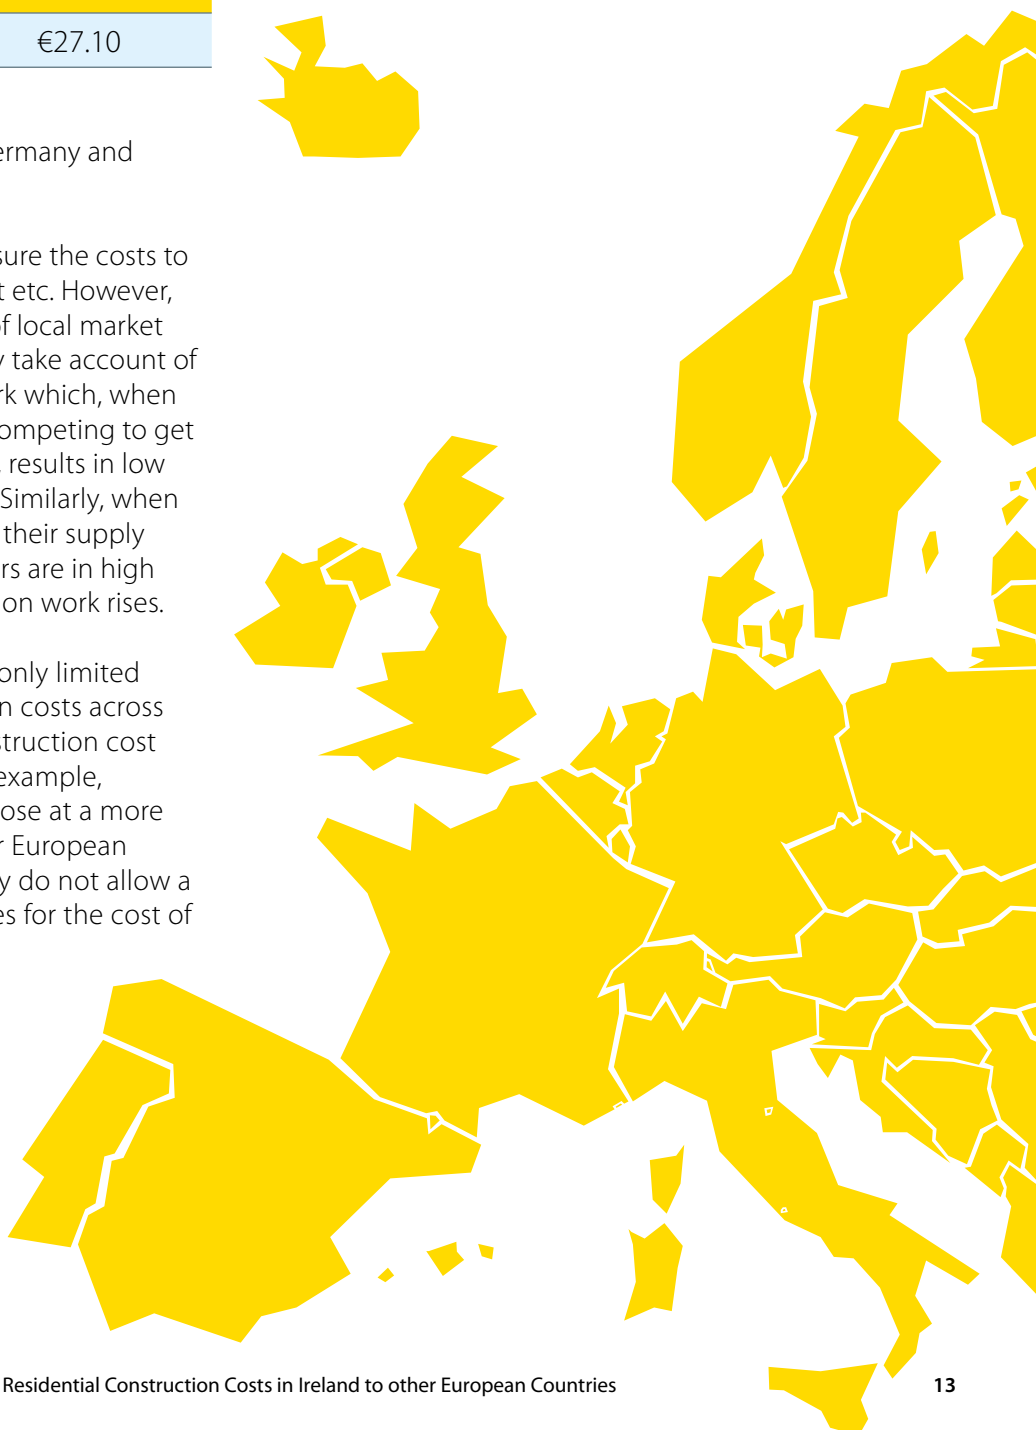 €27.10
ermany and
sure the costs to
t etc. However,
of local market
y take account of
rk which, when
ompeting to get
, results in low
Similarly, when
their supply
rs are in high
on work rises.
only limited
n costs across
struction cost
example,
ose at a more
r European
y do not allow a
es for the cost of
Residential Construction Costs in Ireland to other European Countries
13